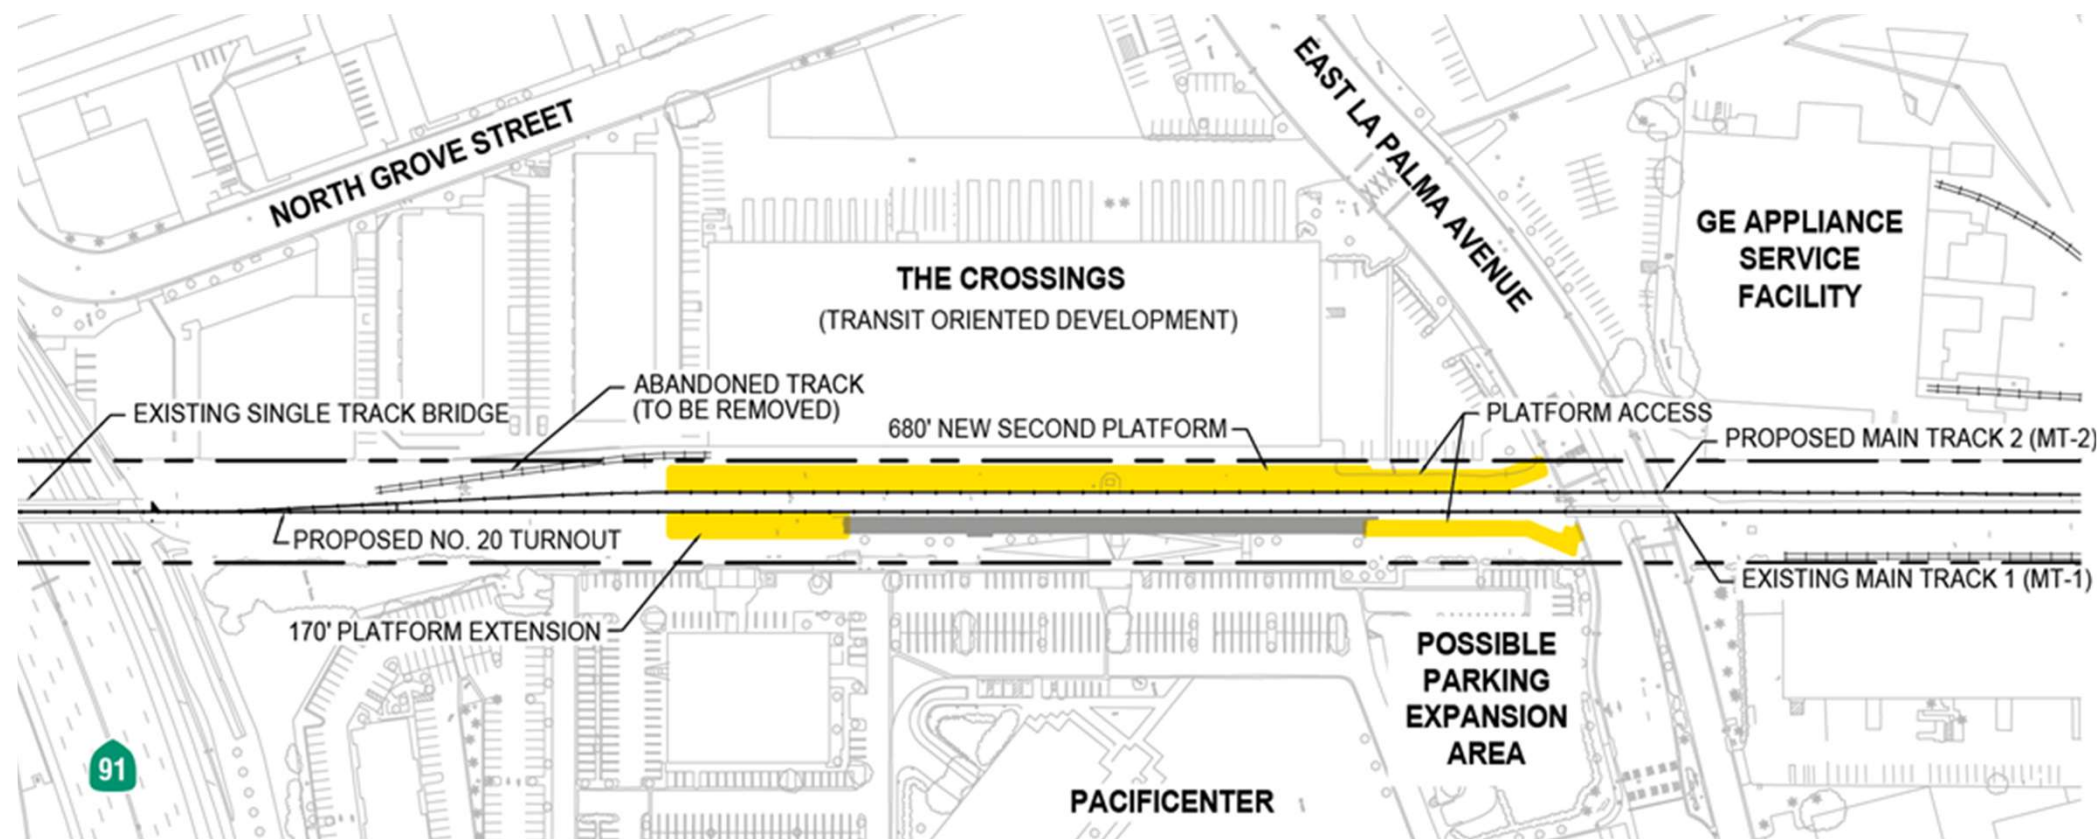 NORTH GROVE STREET
EAST LA PALMA AVENUE
GE APPLIANCE
SERVICE
FACILITY
THE CROSSINGS
(TRANSIT ORIENTED DEVELOPMENT)
ABANDONED TRACK
(TO BE REMOVED)
EXISTING SINGLE TRACK BRIDGE
680' NEW SECOND PLATFORM
PLATFORM ACCESS
PROPOSED MAIN TRACK 2 (MT-2)
PROPOSED NO. 20 TURNOUT
EXISTING MAIN TRACK 1 (MT-1)
170' PLATFORM EXTENSION
POSSIBLE
PARKING
EXPANSION
AREA
91
PACIFICENTER